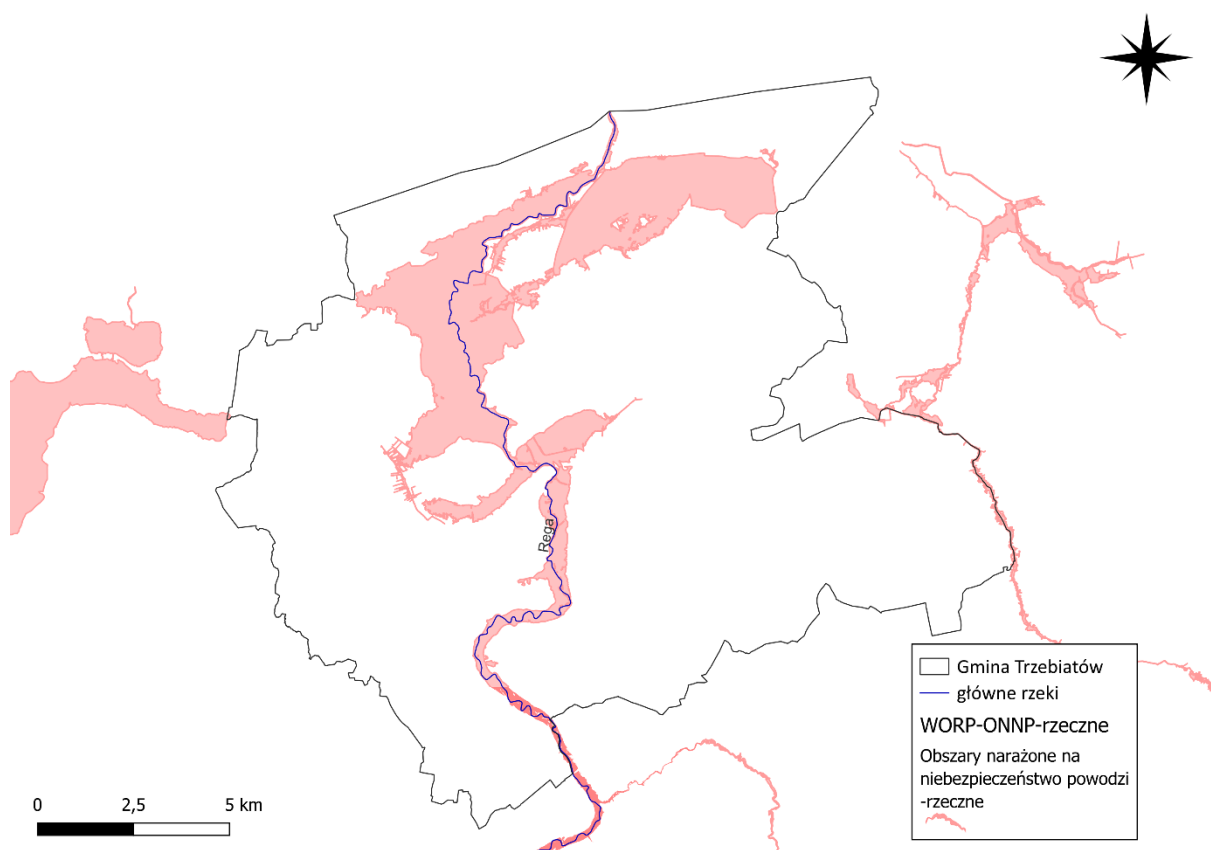 Rega
Gmina Trzebiatów
główne rzeki
WORP-ONNP-rzeczne
Obszary narażone na
niebezpieczeństwo powodzi
-rzeczne
0 2,5 5 km